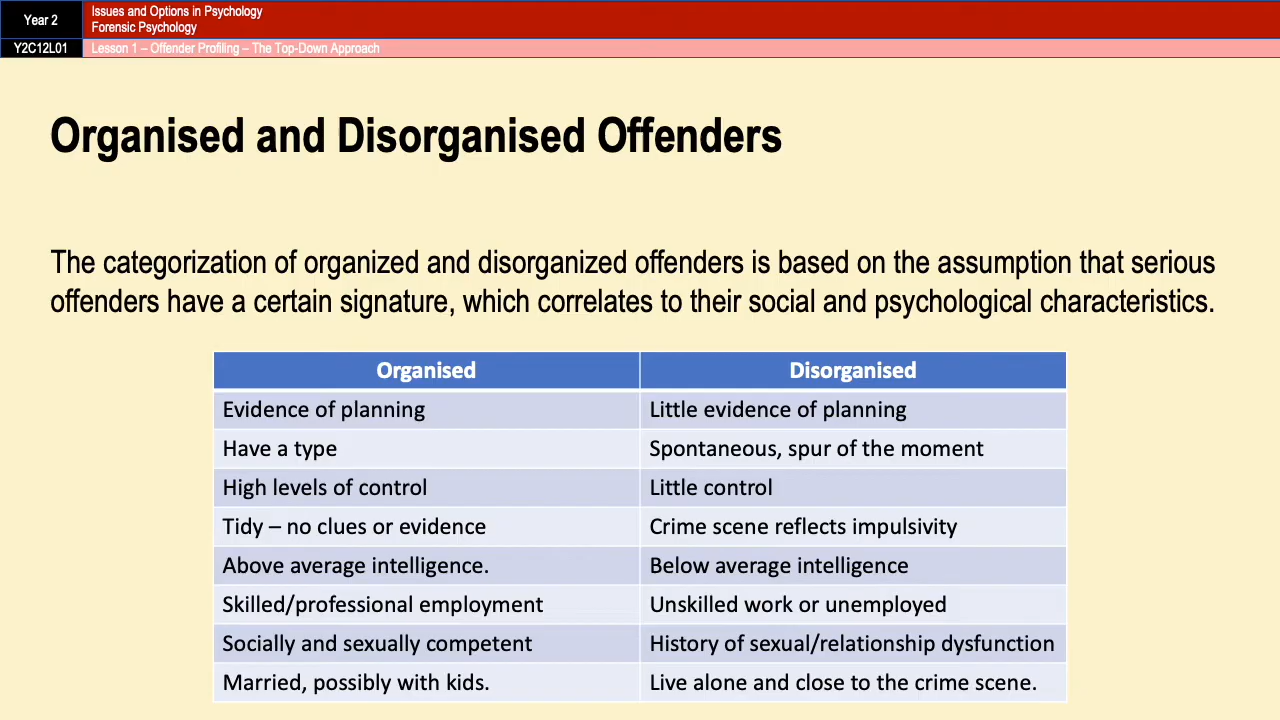 Year 2
Issues and Options in Psychology
Forensic Psychology
Y2C12L01
Lesson 1 – Offender Profiling – The Top-Down Approach
Organised and Disorganised Offenders
The categorization of organized and disorganized offenders is based on the assumption that serious
offenders have a certain signature, which correlates to their social and psychological characteristics.
Organised Disorganised
Evidence of planning Little evidence of planning
Have a type Spontaneous, spur of the moment
High levels of control Little control
Tidy – no clues or evidence Crime scene reflects impulsivity
Above average intelligence. Below average intelligence
Skilled/professional employment Unskilled work or unemployed
Socially and sexually competent History of sexual/relationship dysfunction
Married, possibly with kids. Live alone and close to the crime scene.